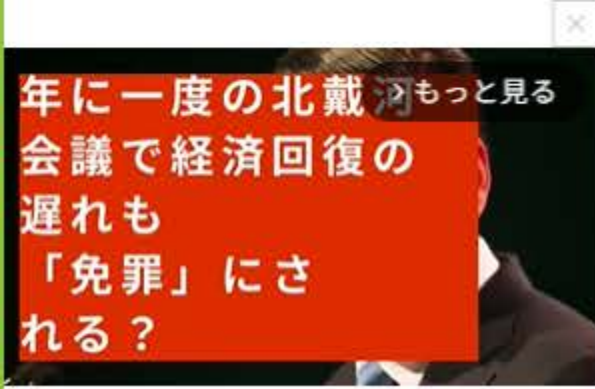 年に一度の北戴河
もっと見る
会議で経済回復の
遅れも
「免罪」にさ
れる？